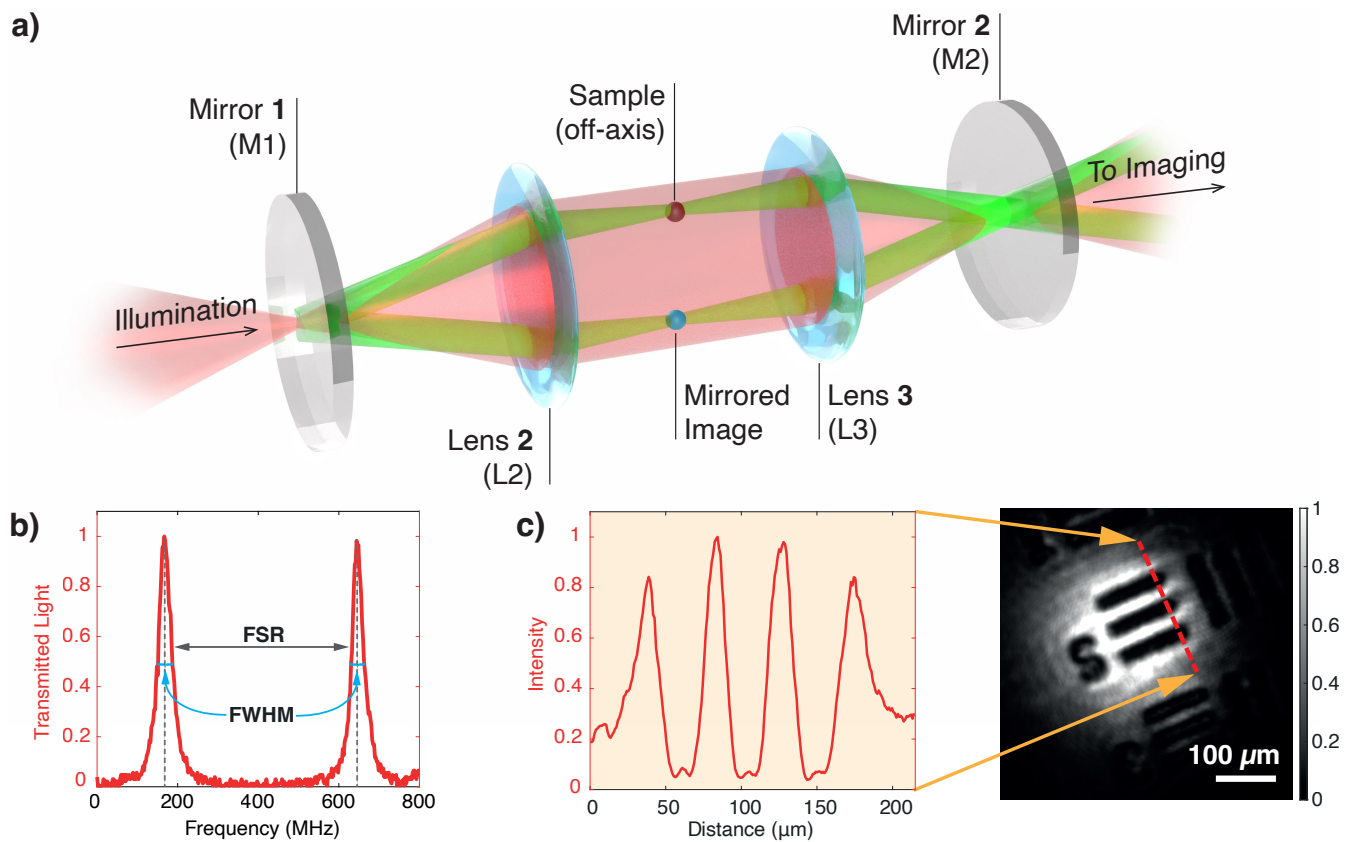 a)
Mirror 1
(M1)
Sample
(off-axis)
Mirror 2
(M2)
To Imaging
Illumination
Lens 2
(L2)
Mirrored
Image
Lens 3
(L3)
b)
Transmitted Light
1
0.8
0.6
0.4
0.2
0
FSR
FWHM
0 200 400 600 800
Frequency (MHz)
c)
Intensity
1
0.8
0.6
0.4
0.2
0
0 50 100 150 200
Distance (μm)
5
100 μm
1
0.8
0.6
0.4
0.2
0